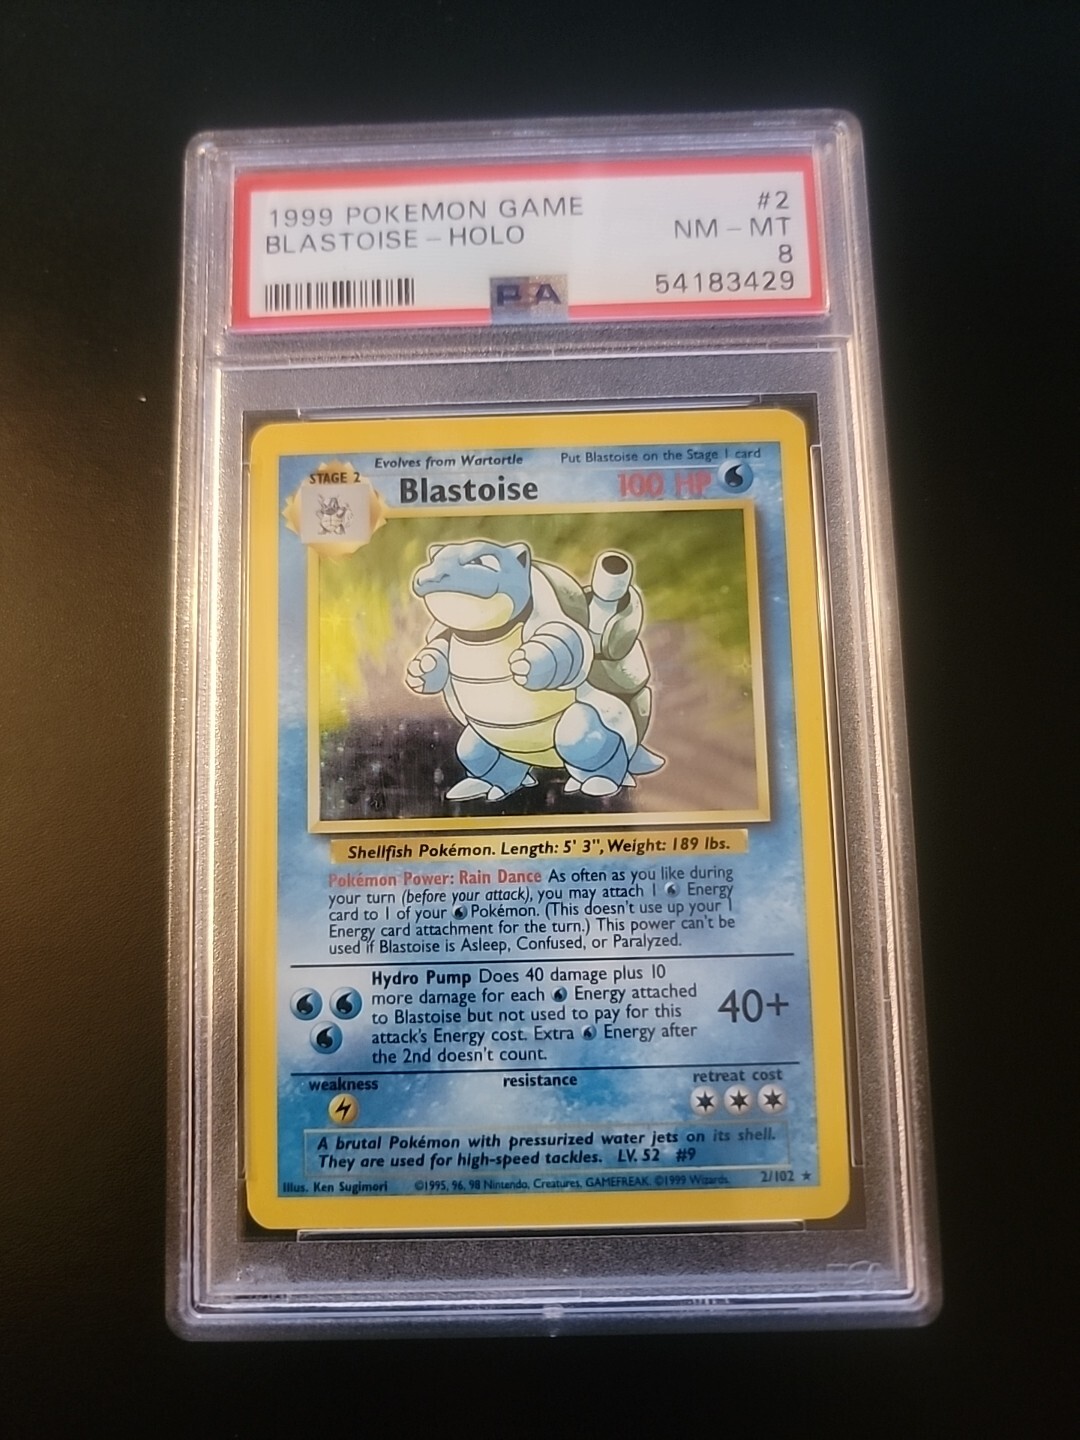 1999 POKEMON GAME #2
BLASTOISE - HOLO NM - MT
8
54183429
PSA
Evolves from Wartortle Put Blastoise on the Stage 1 card
STAGE 2
Blastoise 100 HP
Shellfish Pokémon. Length: 5' 3", Weight: 189 lbs.
Pokémon Power: Rain Dance As often as you like during
your turn (before your attack), you may attach 1 Energy
card to 1 of your Pokémon. (This doesn't use up your 1
Energy card attachment for the turn.) This power can't be
used if Blastoise is Asleep, Confused, or Paralyzed.
Hydro Pump Does 40 damage plus 10
more damage for each Energy attached
to Blastoise but not used to pay for this
attack's Energy cost. Extra Energy after
the 2nd doesn't count.
40+
weakness resistance retreat cost
A brutal Pokémon with pressurized water jets on its shell.
They are used for high-speed tackles. LV. 52 #9
Illus. Ken Sugimori ©1995, 96, 98 Nintendo, Creatures, GAMEFREAK. ©1999 Wizards. 2/102 ★